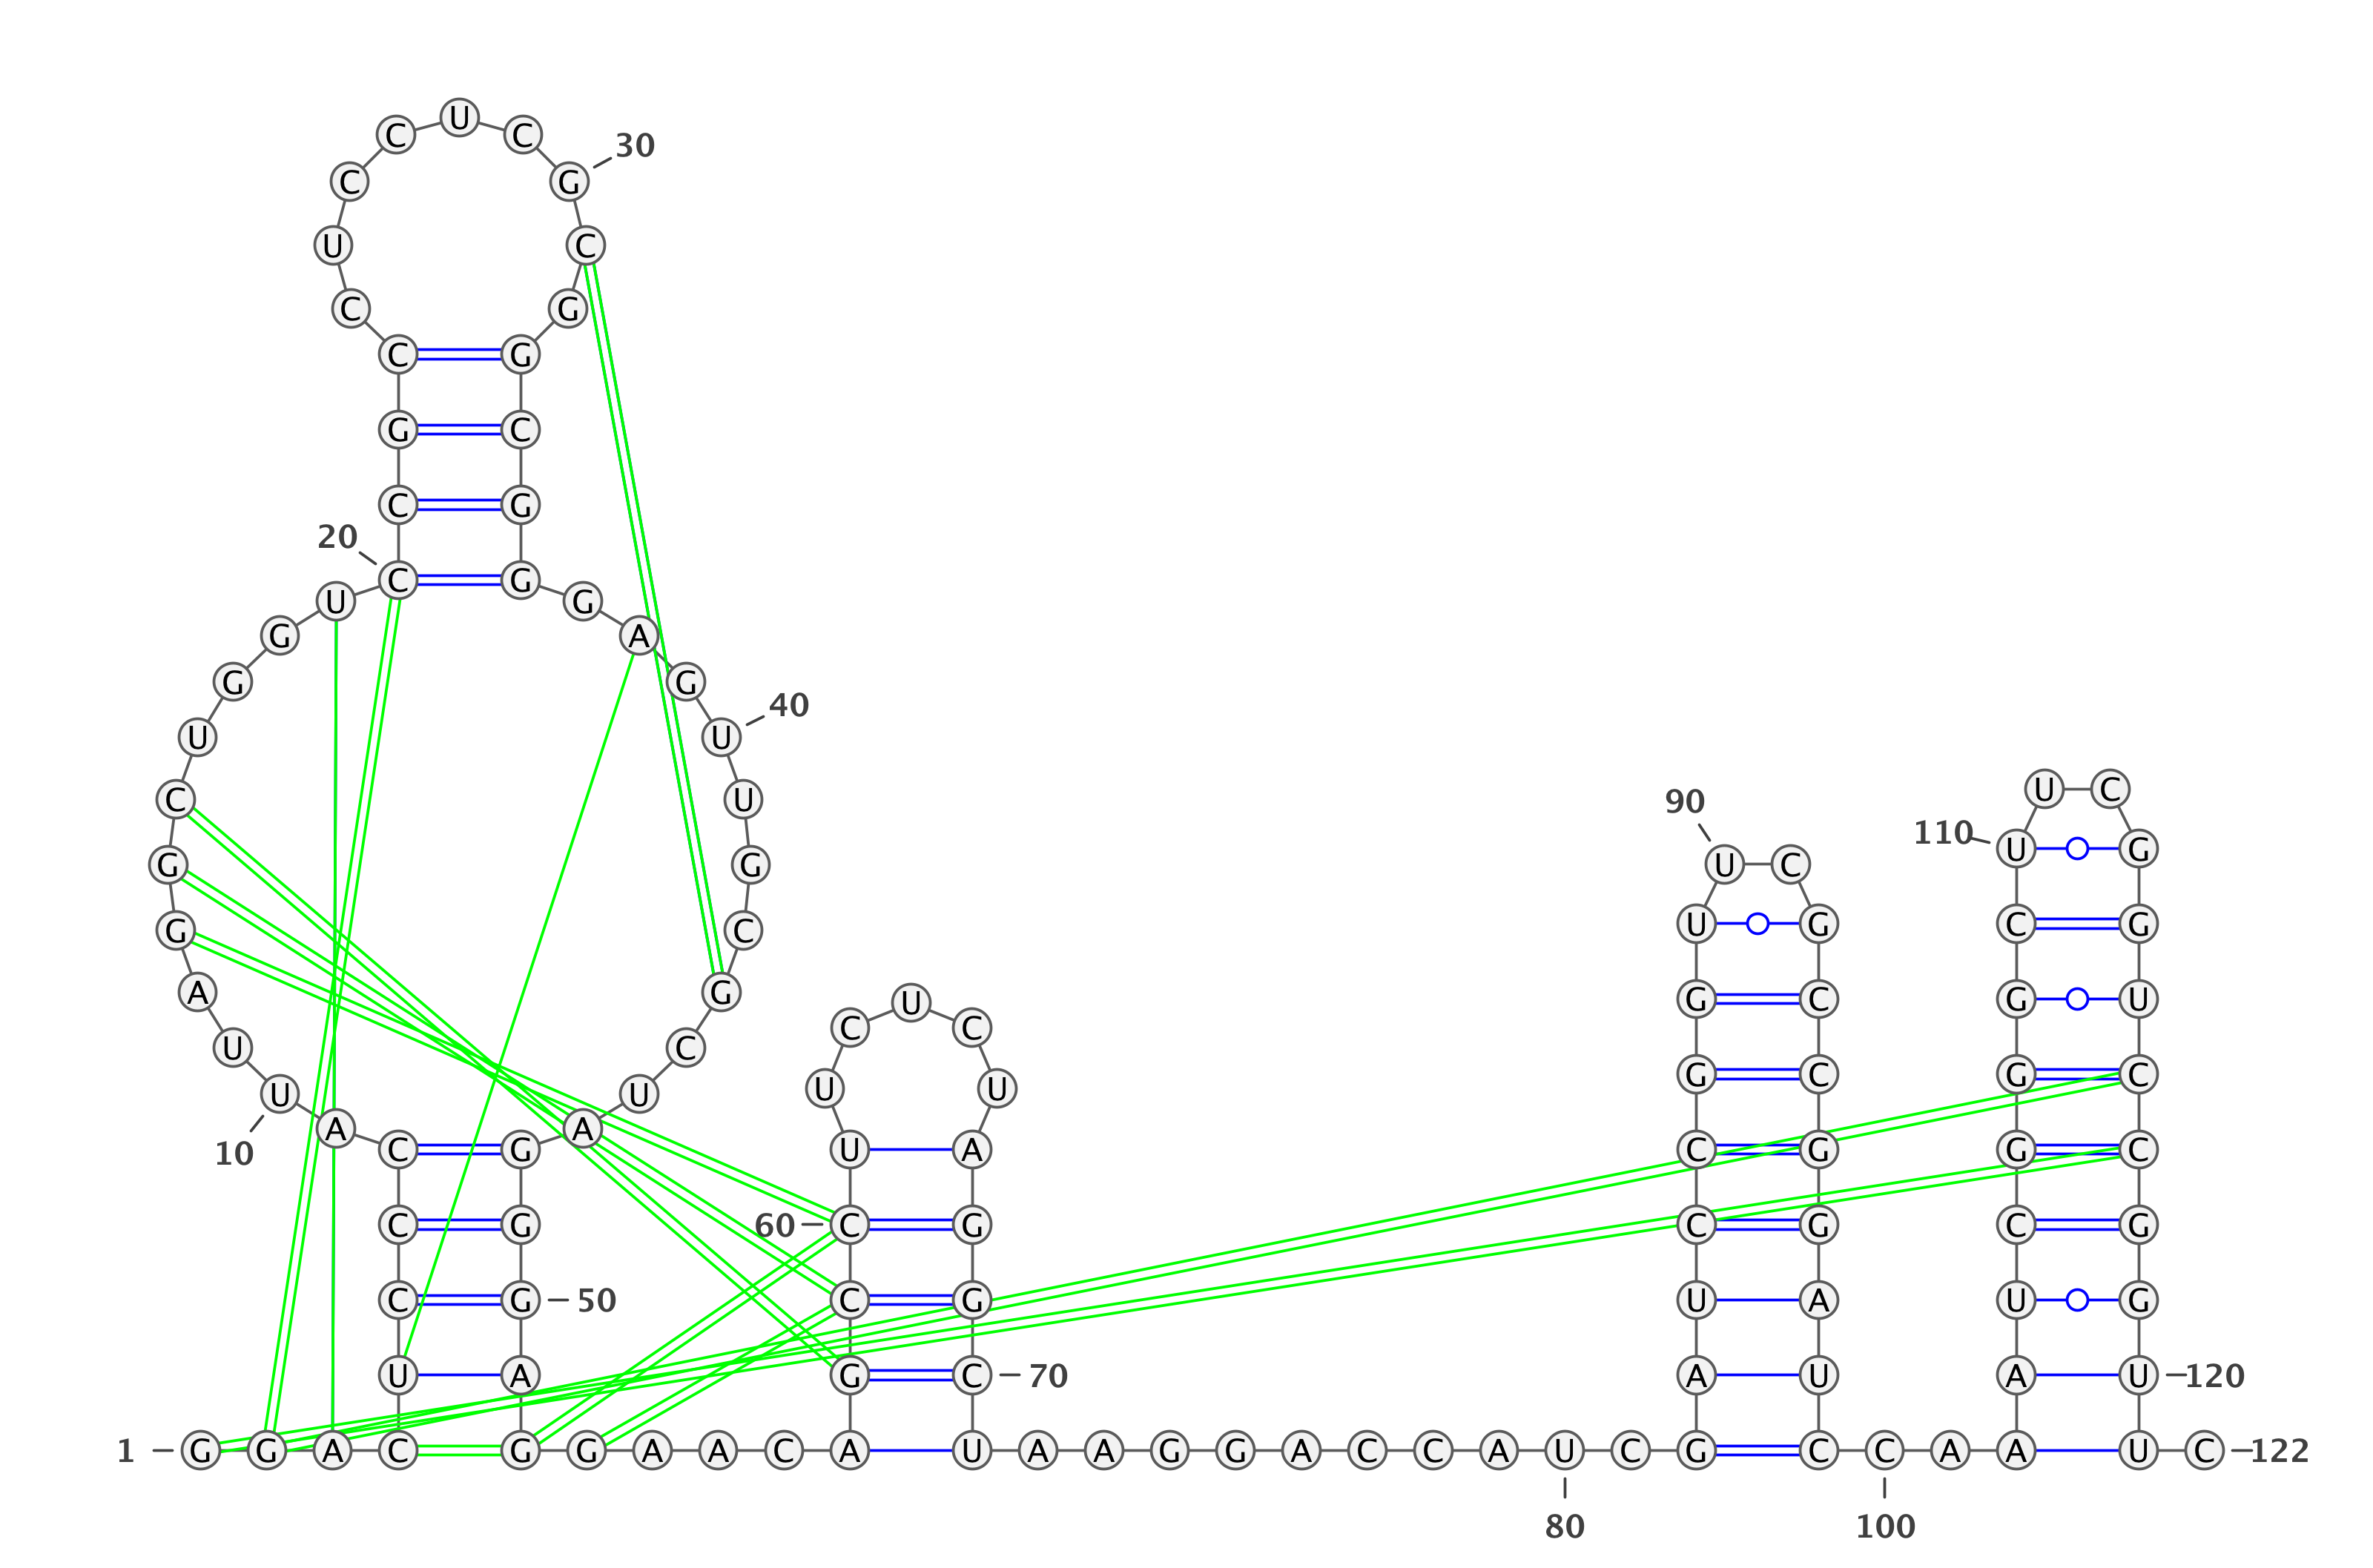 U
C C 30
C G
U C
C G
C G
G C
C G
20
C G
U G
G A
G G
40
U U
U C
C U 90
110 U G
G G U C
G C U G C G
A G U G C G U
C C
U C
G C G C
U U
U U
A A
10 C G U A C G G C
C G 60 C G C G C G
C G 50 C G U A U G
U A G C 70 A U A U 120
1 G G A C G G A A C A U A A G G A C C A U C G C C A A U C 122
80 100